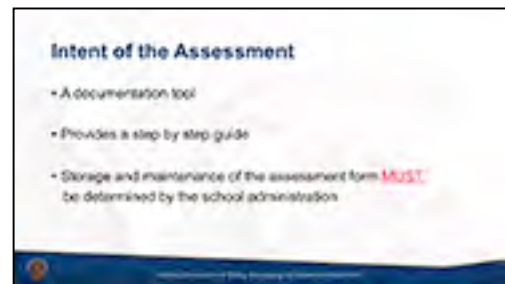 Intent of the Assessment
• A documentation tool
• Provides a step by step guide
• Storage and maintenance of the assessment form MUST
be determined by the school administration